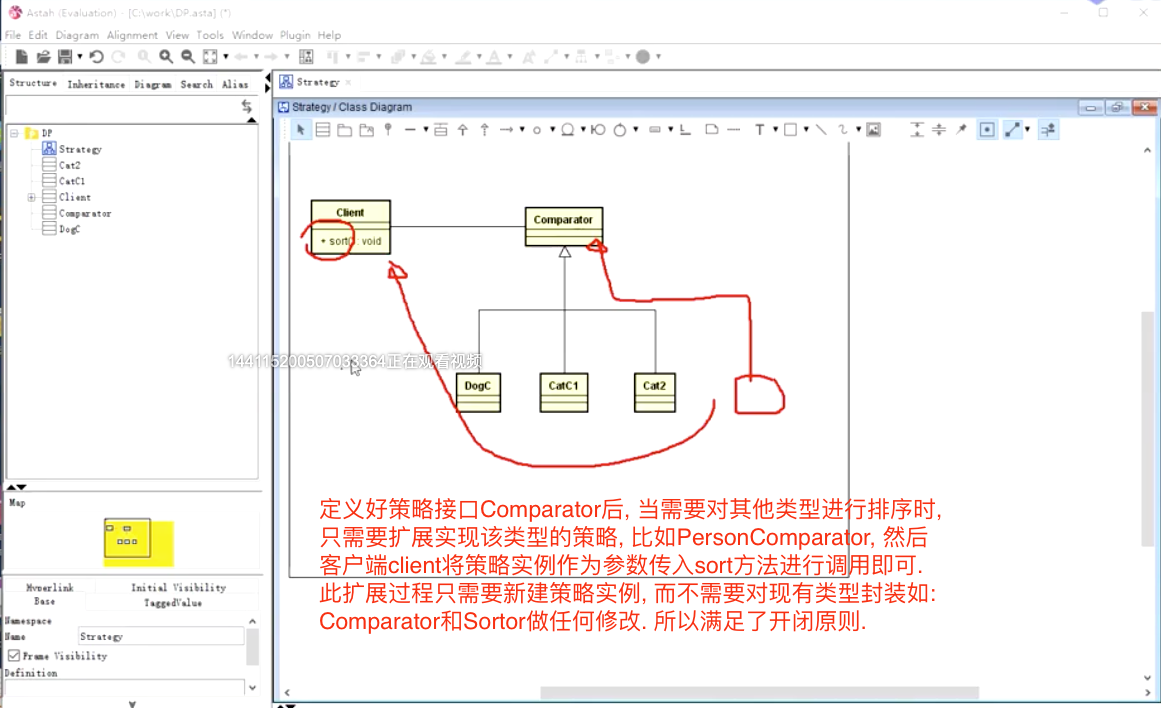 Astah (Evaluation) - [C:\work\DP.asta] (*)
File Edit Diagram Alignment View Tools Window Plugin Help
Structure Inheritance Diagram Search Alias
DP
Strategy
Cat2
CatC1
Client
Comparator
DogC
Map
Hyperlink Initial Visibility
Base TaggedValue
Namespace
Name Strategy
Frame Visibility
Definition
Strategy
Strategy / Class Diagram
T
Client
+ sort() : void
Comparator
144115200507033364正在观看视频
DogC
CatC1
Cat2
定义好策略接口Comparator后, 当需要对其他类型进行排序时,
只需要扩展实现该类型的策略, 比如PersonComparator, 然后
客户端client将策略实例作为参数传入sort方法进行调用即可.
此扩展过程只需要新建策略实例, 而不需要对现有类型封装如:
Comparator和Sortor做任何修改. 所以满足了开闭原则.